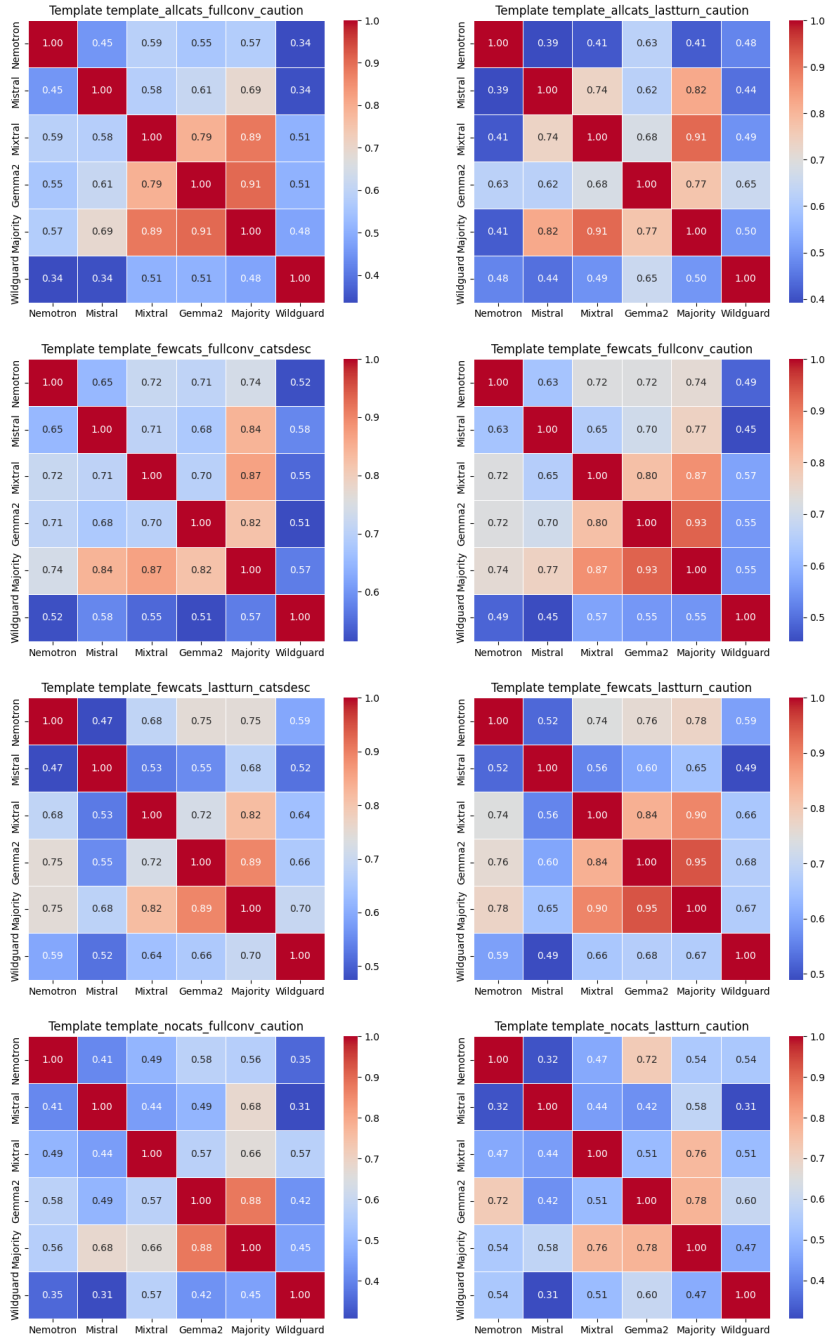 Template template_allcats_fullconv_caution
Nemotron 1.00 0.45 0.59 0.55 0.57 0.34
Mistral 0.45 1.00 0.58 0.61 0.69 0.34
Mixtral 0.59 0.58 1.00 0.79 0.89 0.51
Gemma2 0.55 0.61 0.79 1.00 0.91 0.51
Majority 0.57 0.69 0.89 0.91 1.00 0.48
Wildguard 0.34 0.34 0.51 0.51 0.48 1.00
Nemotron Mistral Mixtral Gemma2 Majority Wildguard
1.0
0.9
0.8
0.7
0.6
0.5
0.4
Template template_allcats_lastturn_caution
Nemotron 1.00 0.39 0.41 0.63 0.41 0.48
Mistral 0.39 1.00 0.74 0.62 0.82 0.44
Mixtral 0.41 0.74 1.00 0.68 0.91 0.49
Gemma2 0.63 0.62 0.68 1.00 0.77 0.65
Majority 0.41 0.82 0.91 0.77 1.00 0.50
Wildguard 0.48 0.44 0.49 0.65 0.50 1.00
Nemotron Mistral Mixtral Gemma2 Majority Wildguard
1.0
0.9
0.8
0.7
0.6
0.5
0.4
Template template_fewcats_fullconv_catsdesc
Nemotron 1.00 0.65 0.72 0.71 0.74 0.52
Mistral 0.65 1.00 0.71 0.68 0.84 0.58
Mixtral 0.72 0.71 1.00 0.70 0.87 0.55
Gemma2 0.71 0.68 0.70 1.00 0.82 0.51
Majority 0.74 0.84 0.87 0.82 1.00 0.57
Wildguard 0.52 0.58 0.55 0.51 0.57 1.00
Nemotron Mistral Mixtral Gemma2 Majority Wildguard
1.0
0.9
0.8
0.7
0.6
Template template_fewcats_fullconv_caution
Nemotron 1.00 0.63 0.72 0.72 0.74 0.49
Mistral 0.63 1.00 0.65 0.70 0.77 0.45
Mixtral 0.72 0.65 1.00 0.80 0.87 0.57
Gemma2 0.72 0.70 0.80 1.00 0.93 0.55
Majority 0.74 0.77 0.87 0.93 1.00 0.55
Wildguard 0.49 0.45 0.57 0.55 0.55 1.00
Nemotron Mistral Mixtral Gemma2 Majority Wildguard
1.0
0.9
0.8
0.7
0.6
0.5
Template template_fewcats_lastturn_catsdesc
Nemotron 1.00 0.47 0.68 0.75 0.75 0.59
Mistral 0.47 1.00 0.53 0.55 0.68 0.52
Mixtral 0.68 0.53 1.00 0.72 0.82 0.64
Gemma2 0.75 0.55 0.72 1.00 0.89 0.66
Majority 0.75 0.68 0.82 0.89 1.00 0.70
Wildguard 0.59 0.52 0.64 0.66 0.70 1.00
Nemotron Mistral Mixtral Gemma2 Majority Wildguard
1.0
0.9
0.8
0.7
0.6
0.5
Template template_fewcats_lastturn_caution
Nemotron 1.00 0.52 0.74 0.76 0.78 0.59
Mistral 0.52 1.00 0.56 0.60 0.65 0.49
Mixtral 0.74 0.56 1.00 0.84 0.90 0.66
Gemma2 0.76 0.60 0.84 1.00 0.95 0.68
Majority 0.78 0.65 0.90 0.95 1.00 0.67
Wildguard 0.59 0.49 0.66 0.68 0.67 1.00
Nemotron Mistral Mixtral Gemma2 Majority Wildguard
1.0
0.9
0.8
0.7
0.6
0.5
Template template_nocats_fullconv_caution
Nemotron 1.00 0.41 0.49 0.58 0.56 0.35
Mistral 0.41 1.00 0.44 0.49 0.68 0.31
Mixtral 0.49 0.44 1.00 0.57 0.66 0.57
Gemma2 0.58 0.49 0.57 1.00 0.88 0.42
Majority 0.56 0.68 0.66 0.88 1.00 0.45
Wildguard 0.35 0.31 0.57 0.42 0.45 1.00
Nemotron Mistral Mixtral Gemma2 Majority Wildguard
1.0
0.9
0.8
0.7
0.6
0.5
0.4
Template template_nocats_lastturn_caution
Nemotron 1.00 0.32 0.47 0.72 0.54 0.54
Mistral 0.32 1.00 0.44 0.42 0.58 0.31
Mixtral 0.47 0.44 1.00 0.51 0.76 0.51
Gemma2 0.72 0.42 0.51 1.00 0.78 0.60
Majority 0.54 0.58 0.76 0.78 1.00 0.47
Wildguard 0.54 0.31 0.51 0.60 0.47 1.00
Nemotron Mistral Mixtral Gemma2 Majority Wildguard
1.0
0.9
0.8
0.7
0.6
0.5
0.4